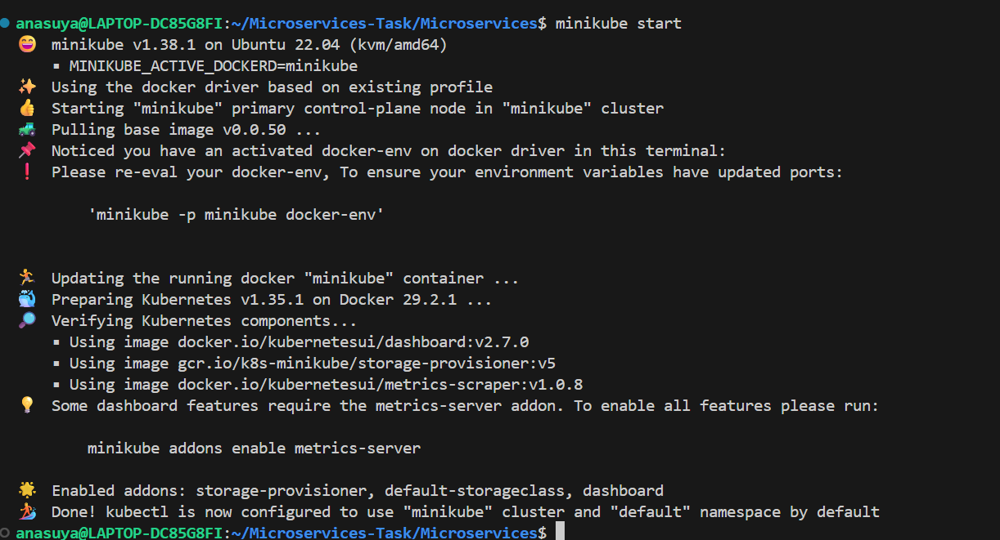 anasuya@LAPTOP-DC85G8FI:~/Microservices-Task/Microservices$ minikube start
😄 minikube v1.38.1 on Ubuntu 22.04 (kvm/amd64)
▪ MINIKUBE_ACTIVE_DOCKERD=minikube
✨ Using the docker driver based on existing profile
👍 Starting "minikube" primary control-plane node in "minikube" cluster
🚜 Pulling base image v0.0.50 ...
📌 Noticed you have an activated docker-env on docker driver in this terminal:
❗ Please re-eval your docker-env, To ensure your environment variables have updated ports:
'minikube -p minikube docker-env'
🏃 Updating the running docker "minikube" container ...
🐳 Preparing Kubernetes v1.35.1 on Docker 29.2.1 ...
🔎 Verifying Kubernetes components...
▪ Using image docker.io/kubernetesui/dashboard:v2.7.0
▪ Using image gcr.io/k8s-minikube/storage-provisioner:v5
▪ Using image docker.io/kubernetesui/metrics-scraper:v1.0.8
💡 Some dashboard features require the metrics-server addon. To enable all features please run:
minikube addons enable metrics-server
🌟 Enabled addons: storage-provisioner, default-storageclass, dashboard
🏄 Done! kubectl is now configured to use "minikube" cluster and "default" namespace by default
anasuya@LAPTOP-DC85G8FI:~/Microservices-Task/Microservices$